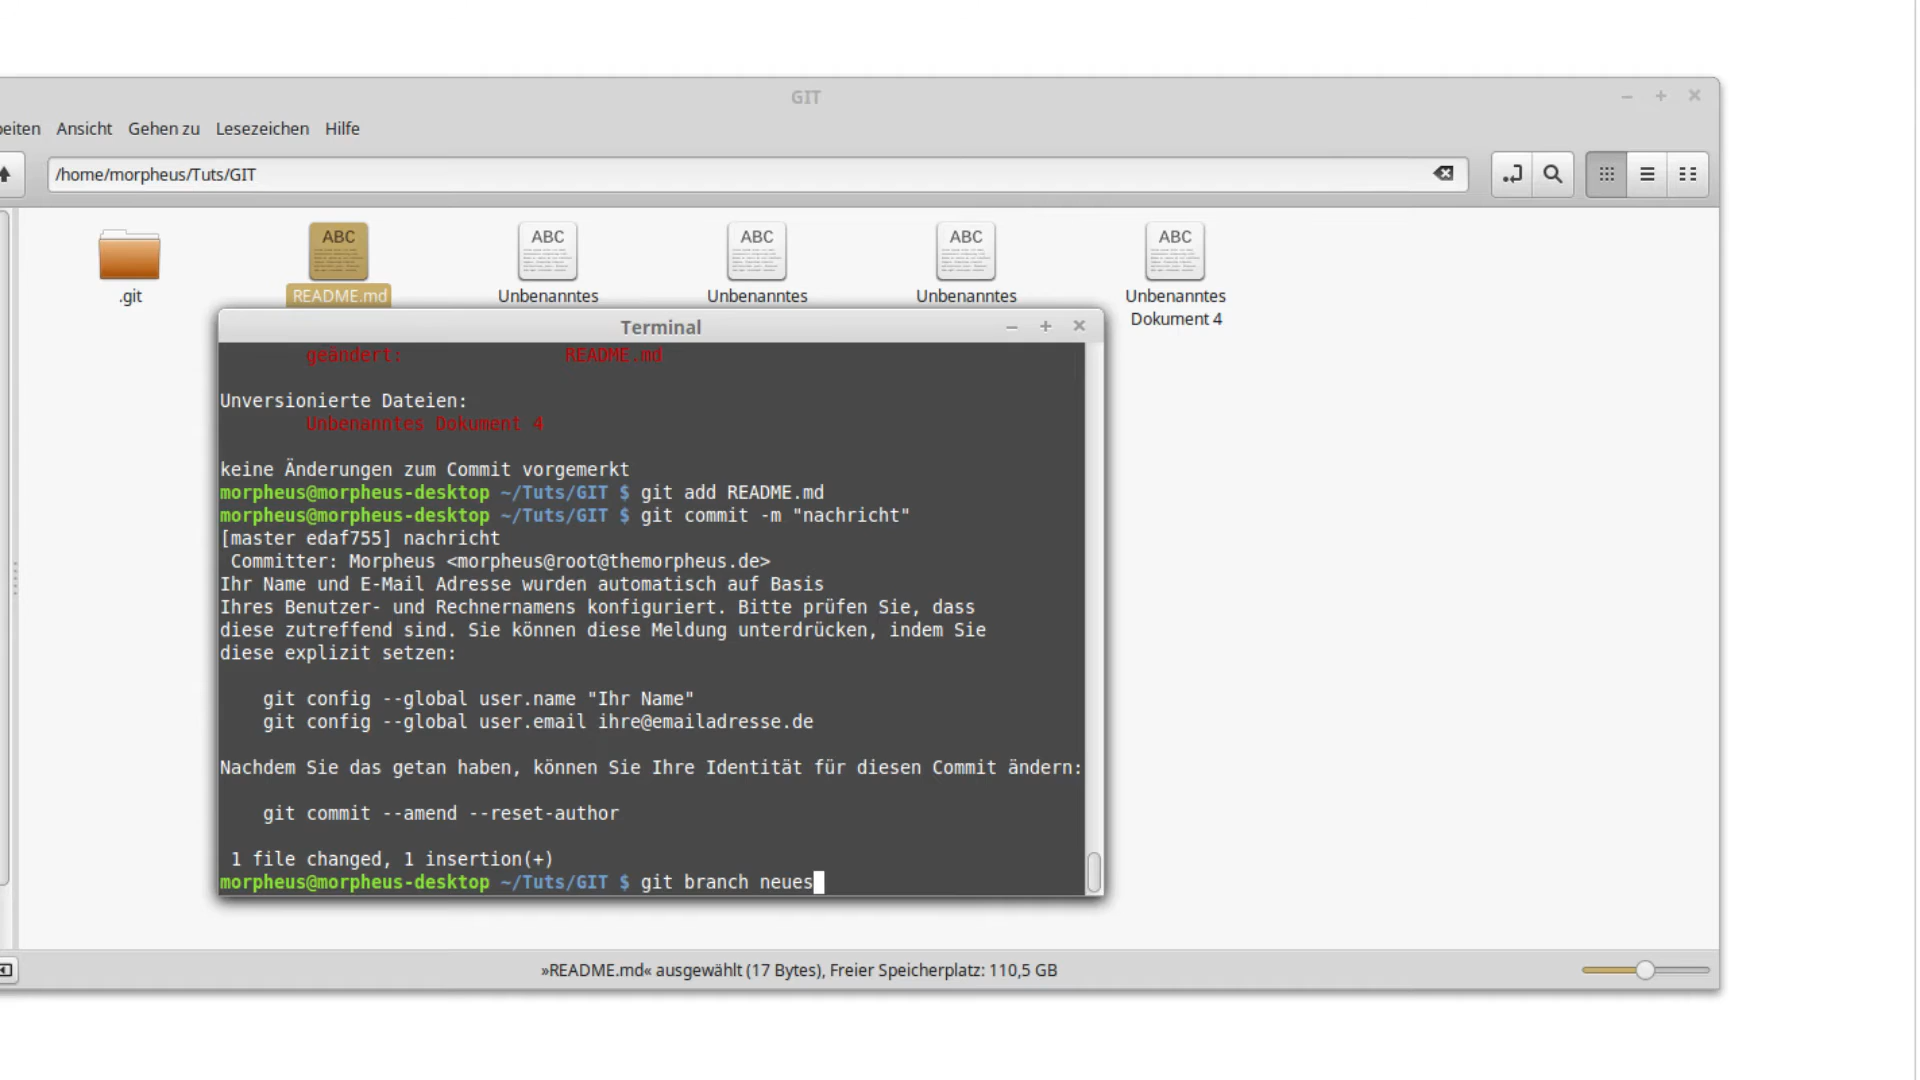 GIT
eiten Ansicht Gehen zu Lesezeichen Hilfe
/home/morpheus/Tuts/GIT
ABC
ABC
ABC
ABC
ABC
.git
README.md
Unbenanntes
Unbenanntes
Unbenanntes
Unbenanntes
Dokument 4
Terminal
geändert: README.md
Unversionierte Dateien:
Unbenanntes Dokument 4
keine Änderungen zum Commit vorgemerkt
morpheus@morpheus-desktop ~/Tuts/GIT $ git add README.md
morpheus@morpheus-desktop ~/Tuts/GIT $ git commit -m "nachricht"
[master edaf755] nachricht
Committer: Morpheus <morpheus@root@themorpheus.de>
Ihr Name und E-Mail Adresse wurden automatisch auf Basis
Ihres Benutzer- und Rechnernamens konfiguriert. Bitte prüfen Sie, dass
diese zutreffend sind. Sie können diese Meldung unterdrücken, indem Sie
diese explizit setzen:
git config --global user.name "Ihr Name"
git config --global user.email ihre@emailadresse.de
Nachdem Sie das getan haben, können Sie Ihre Identität für diesen Commit ändern:
git commit --amend --reset-author
1 file changed, 1 insertion(+)
morpheus@morpheus-desktop ~/Tuts/GIT $ git branch neues
»README.md« ausgewählt (17 Bytes), Freier Speicherplatz: 110,5 GB